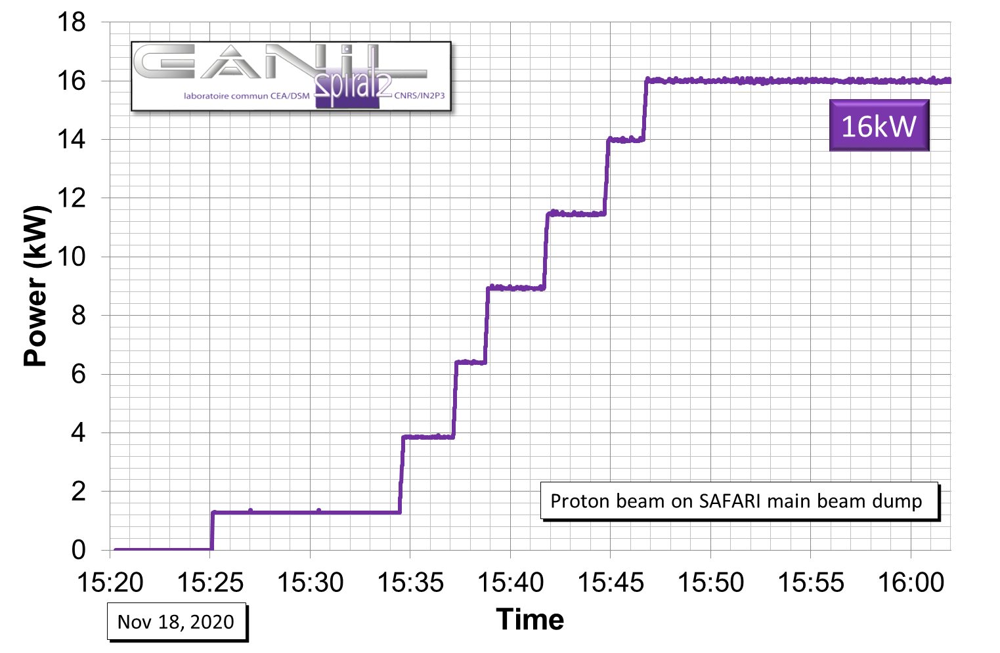 18
GANIL
spiral2
laboratoire commun CEA/DSM
CNRS/IN2P3
16
16kW
14
12
10
8
6
4
2
0
Power (kW)
Proton beam on SAFARI main beam dump
15:20 15:25 15:30 15:35 15:40 15:45 15:50 15:55 16:00
Nov 18, 2020
Time